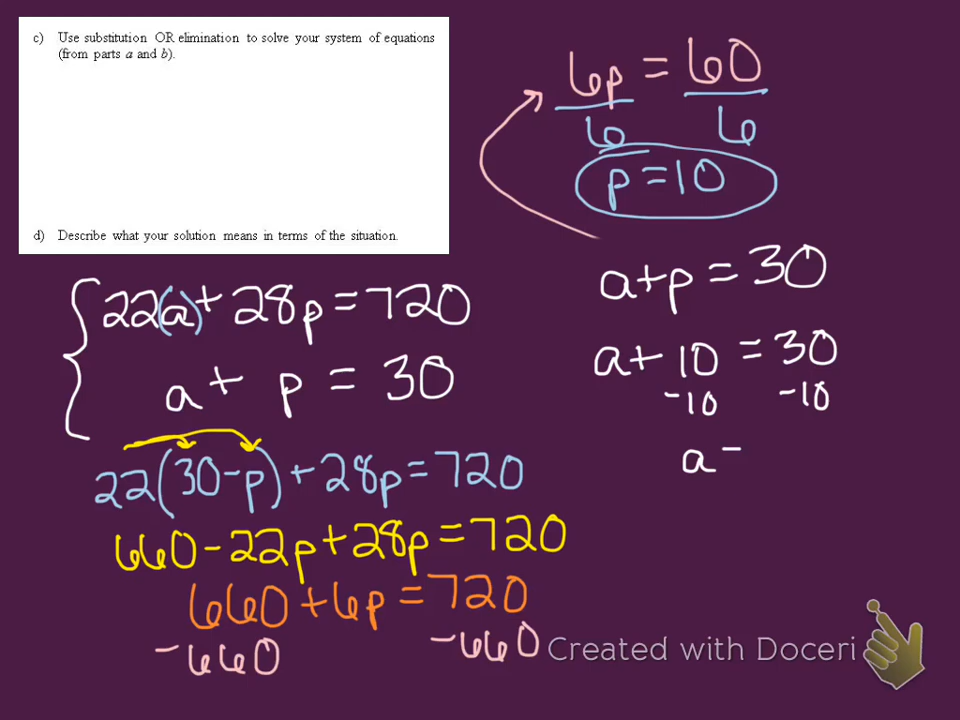 c) Use substitution OR elimination to solve your system of equations
(from parts a and b).
d) Describe what your solution means in terms of the situation.
22(a)+28p=720
a + p = 30
22(30-p)+28p=720
660-22p+28p=720
660+6p=720
-660 -660
6p = 60
6 6
p=10
a+p=30
a+10=30
-10 -10
a -
Created with Doceri